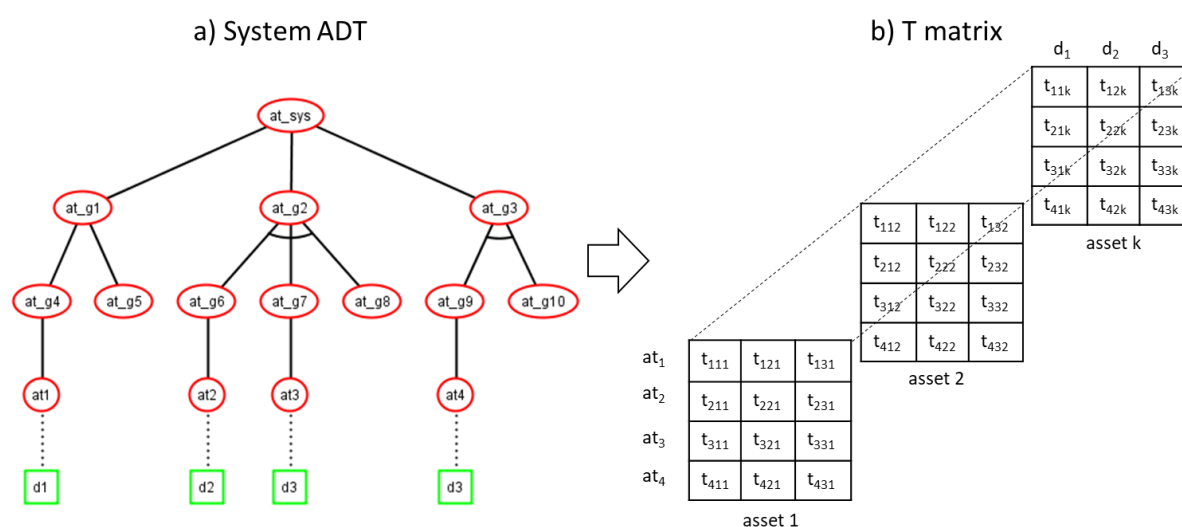 a) System ADT
at_sys
at_g1
at_g2
at_g3
at_g4
at_g5
at_g6
at_g7
at_g8
at_g9
at_g10
at1
at2
at3
at4
d1
d2
d3
d3
b) T matrix
d₁ d₂ d₃
t₁₁ₖ t₁₂ₖ t₁₃ₖ
t₂₁ₖ t₂₂ₖ t₂₃ₖ
t₃₁ₖ t₃₂ₖ t₃₃ₖ
t₄₁ₖ t₄₂ₖ t₄₃ₖ
asset k
t₁₁₂ t₁₂₂ t₁₃₂
t₂₁₂ t₂₂₂ t₂₃₂
t₃₁₂ t₃₂₂ t₃₃₂
t₄₁₂ t₄₂₂ t₄₃₂
asset 2
at₁ t₁₁₁ t₁₂₁ t₁₃₁
at₂ t₂₁₁ t₂₂₁ t₂₃₁
at₃ t₃₁₁ t₃₂₁ t₃₃₁
at₄ t₄₁₁ t₄₂₁ t₄₃₁
asset 1